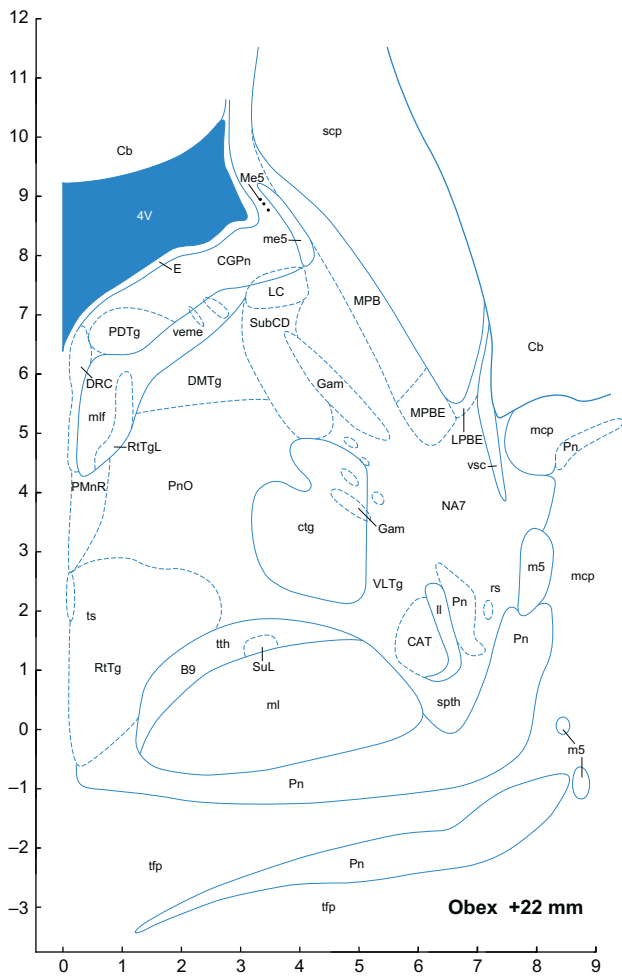 12
11
10
9
8
7
6
5
4
3
2
1
0
−1
−2
−3
Cb
scp
Me5
4V
me5
E
CGPn
LC
MPB
PDTg
veme
SubCD
DRC
DMTg
Gam
Cb
mlf
MPBE
LPBE
mcp
Pn
RtTgL
vsc
PMnR
PnO
NA7
ctg
Gam
m5
mcp
VLTg
rs
ts
ll
Pn
tth
CAT
Pn
RtTg
B9
SuL
ml
spth
m5
Pn
tfp
Pn
tfp
Obex +22 mm
0 1 2 3 4 5 6 7 8 9